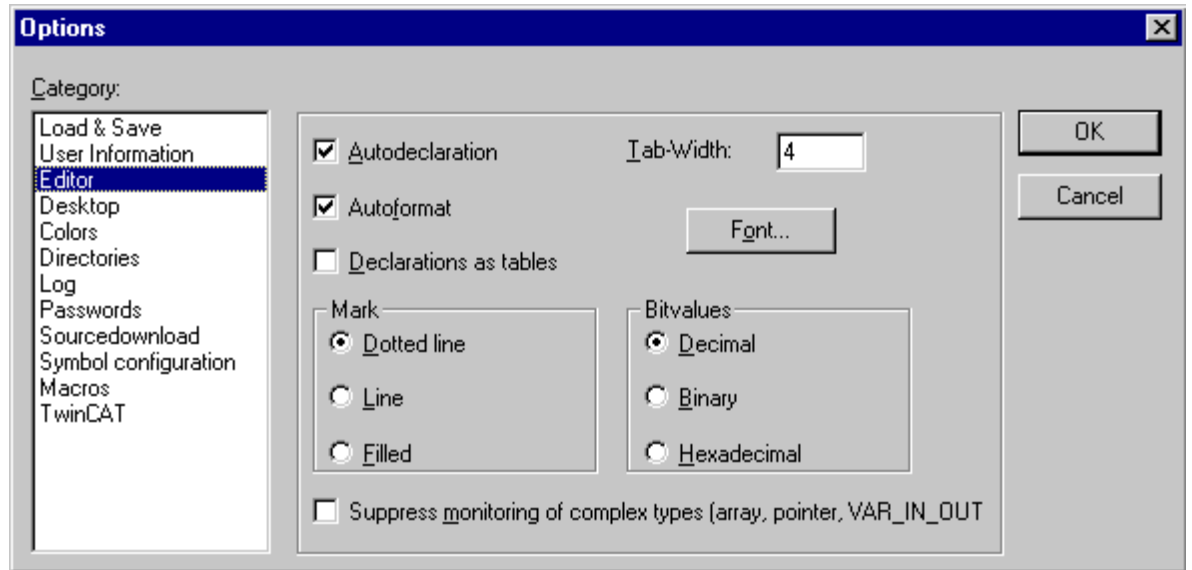 Options
Category:
Load & Save
User Information
Editor
Desktop
Colors
Directories
Log
Passwords
Sourcedownload
Symbol configuration
Macros
TwinCAT
Autodeclaration
Tab-Width: 4
Autoformat
Font...
Declarations as tables
Mark
Dotted line
Line
Filled
Bitvalues
Decimal
Binary
Hexadecimal
Suppress monitoring of complex types (array, pointer, VAR_IN_OUT
OK
Cancel